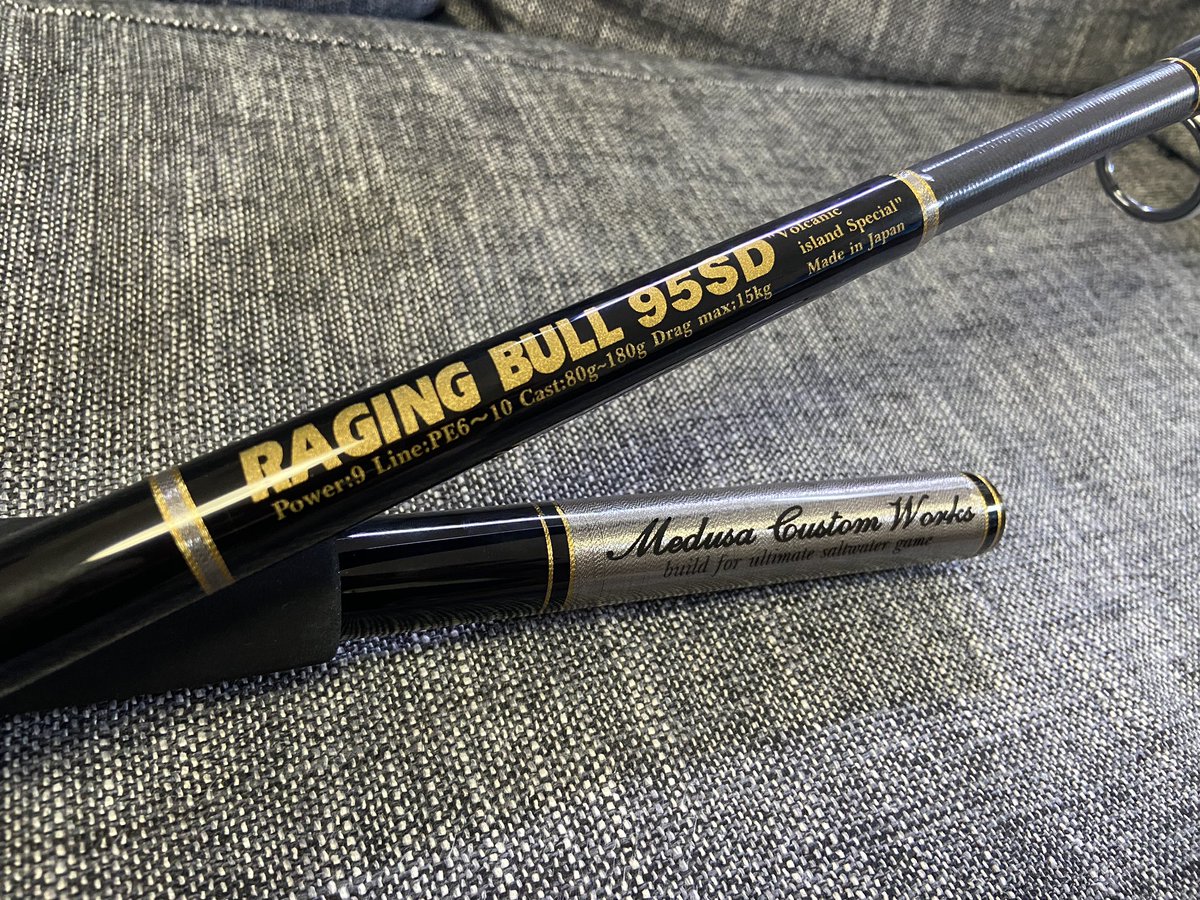 RAGING BULL 95SD
Power:9 Line:PE6~10 Cast:80g~180g Drag max:15kg
"Volcanic
island Special"
Made in Japan
Medusa Custom Works
build for ultimate saltwater game